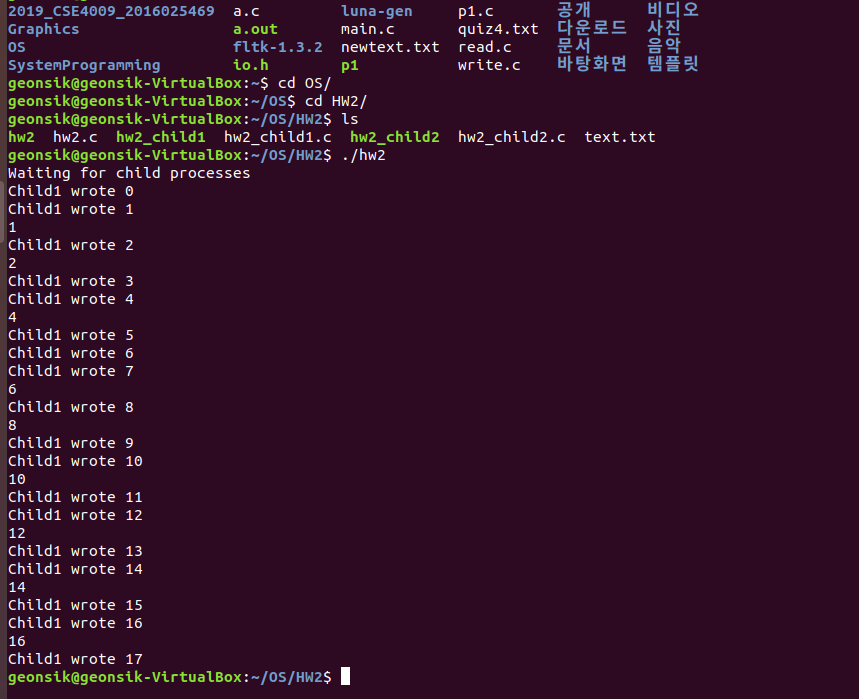 2019_CSE4009_2016025469 a.c luna-gen p1.c 공개 비디오
Graphics a.out main.c quiz4.txt 다운로드 사진
OS fltk-1.3.2 newtext.txt read.c 문서 음악
SystemProgramming io.h p1 write.c 바탕화면 템플릿
geonsik@geonsik-VirtualBox:~$ cd OS/
geonsik@geonsik-VirtualBox:~/OS$ cd HW2/
geonsik@geonsik-VirtualBox:~/OS/HW2$ ls
hw2 hw2.c hw2_child1 hw2_child1.c hw2_child2 hw2_child2.c text.txt
geonsik@geonsik-VirtualBox:~/OS/HW2$ ./hw2
Waiting for child processes
Child1 wrote 0
Child1 wrote 1
1
Child1 wrote 2
2
Child1 wrote 3
Child1 wrote 4
4
Child1 wrote 5
Child1 wrote 6
Child1 wrote 7
6
Child1 wrote 8
8
Child1 wrote 9
Child1 wrote 10
10
Child1 wrote 11
Child1 wrote 12
12
Child1 wrote 13
Child1 wrote 14
14
Child1 wrote 15
Child1 wrote 16
16
Child1 wrote 17
geonsik@geonsik-VirtualBox:~/OS/HW2$